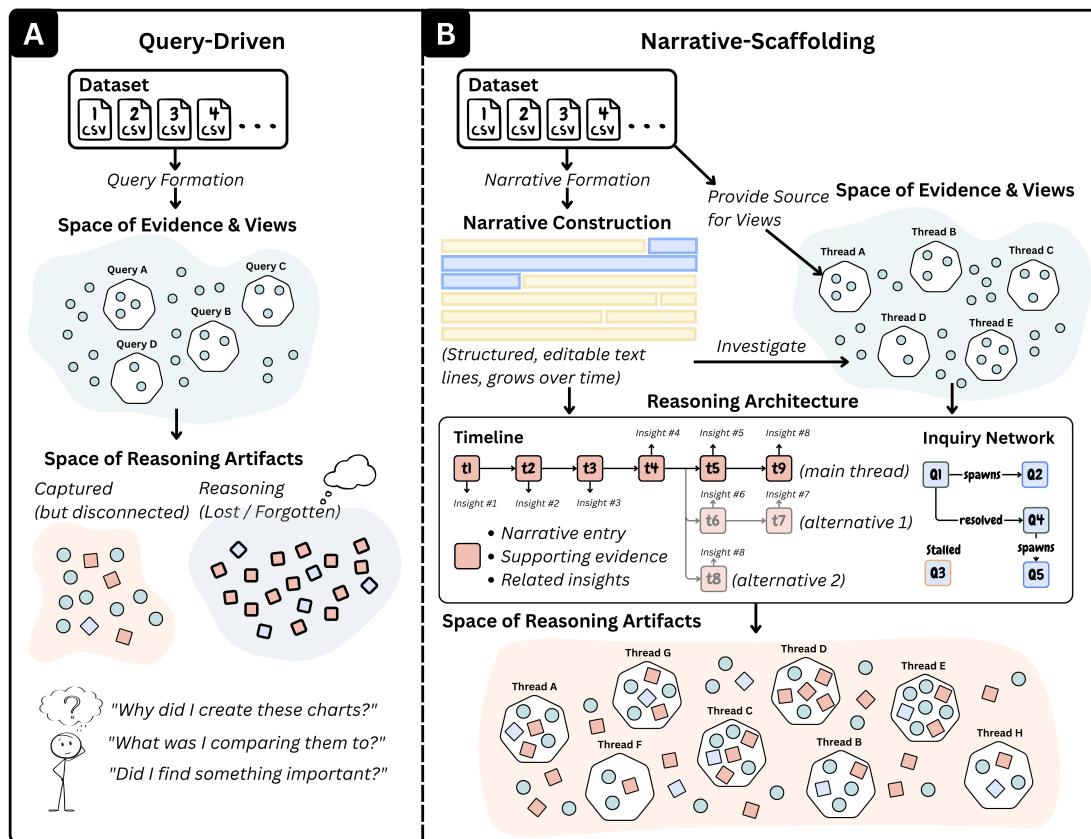 A
Query-Driven
Dataset
1 CSV
2 CSV
3 CSV
4 CSV
...
Query Formation
Space of Evidence & Views
Query A
Query C
Query B
Query D
Space of Reasoning Artifacts
Captured
(but disconnected)
Reasoning
(Lost / Forgotten)
?
"Why did I create these charts?"
"What was I comparing them to?"
"Did I find something important?"
B
Narrative-Scaffolding
Dataset
1 CSV
2 CSV
3 CSV
4 CSV
...
Narrative Formation
Provide Source
for Views
Narrative Construction
(Structured, editable text
lines, grows over time)
Investigate
Space of Evidence & Views
Thread A
Thread B
Thread C
Thread D
Thread E
Reasoning Architecture
Timeline
Insight #4
Insight #5
Insight #8
t1
t2
t3
t4
t5
t9
(main thread)
Insight #1
Insight #2
Insight #3
Insight #6
Insight #7
t6
t7
(alternative 1)
Insight #8
t8
(alternative 2)
• Narrative entry
• Supporting evidence
• Related insights
Inquiry Network
Q1
spawns
Q2
resolved
Q4
spawns
Q5
Stalled
Q3
Space of Reasoning Artifacts
Thread G
Thread D
Thread E
Thread A
Thread C
Thread F
Thread B
Thread H